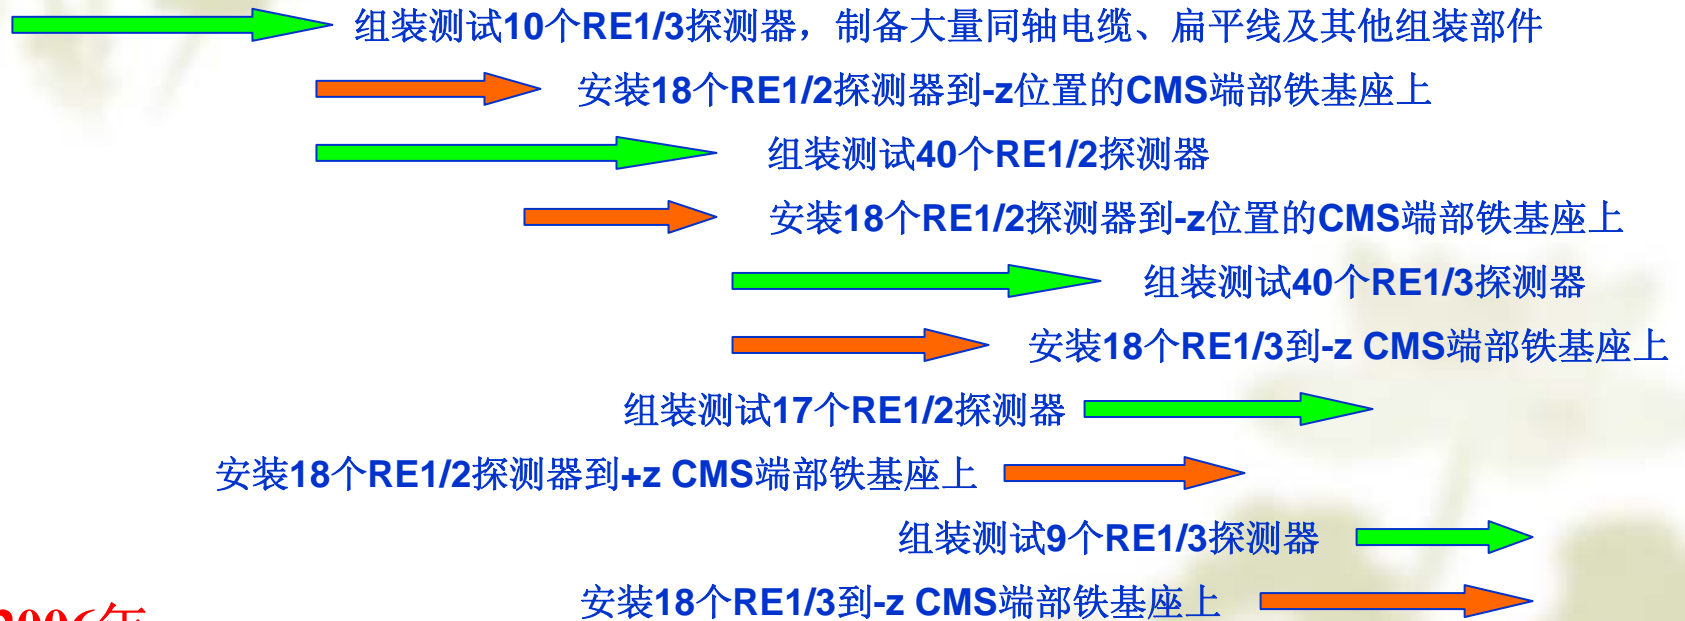 组装测试10个RE1/3探测器，制备大量同轴电缆、扁平线及其他组装部件
安装18个RE1/2探测器到-z位置的CMS端部铁基座上
组装测试40个RE1/2探测器
安装18个RE1/2探测器到-z位置的CMS端部铁基座上
组装测试40个RE1/3探测器
安装18个RE1/3到-z CMS端部铁基座上
组装测试17个RE1/2探测器
安装18个RE1/2探测器到+z CMS端部铁基座上
组装测试9个RE1/3探测器
安装18个RE1/3到-z CMS端部铁基座上
2006年